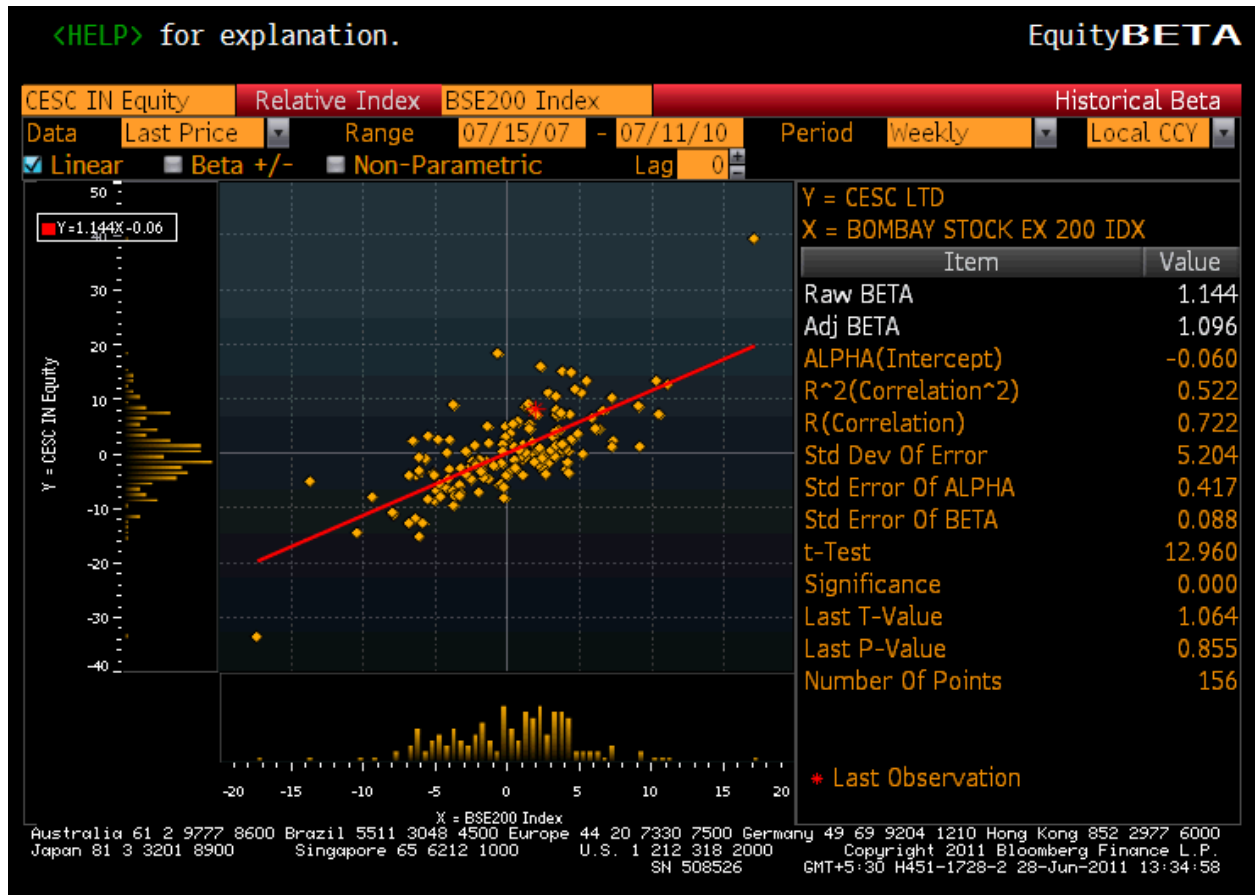 <HELP> for explanation.
EquityBETA
CESC IN Equity Relative Index BSE200 Index Historical Beta
Data Last Price Range 07/15/07 - 07/11/10 Period Weekly Local CCY
Linear Beta +/- Non-Parametric Lag 0
Y = CESC LTD
X = BOMBAY STOCK EX 200 IDX
Item Value
Raw BETA 1.144
Adj BETA 1.096
ALPHA(Intercept) -0.060
R^2(Correlation^2) 0.522
R(Correlation) 0.722
Std Dev Of Error 5.204
Std Error Of ALPHA 0.417
Std Error Of BETA 0.088
t-Test 12.960
Significance 0.000
Last T-Value 1.064
Last P-Value 0.855
Number Of Points 156
* Last Observation
Y=1.144X-0.06
50
40
30
20
10
0
-10
-20
-30
-40
Y = CESC IN Equity
-20 -15 -10 -5 0 5 10 15 20
X = BSE200 Index
Australia 61 2 9777 8600 Brazil 5511 3048 4500 Europe 44 20 7330 7500 Germany 49 69 9204 1210 Hong Kong 852 2977 6000
Japan 81 3 3201 8900 Singapore 65 6212 1000 U.S. 1 212 318 2000 Copyright 2011 Bloomberg Finance L.P.
SN 508526 GMT+5:30 H451-1728-2 28-Jun-2011 13:34:58